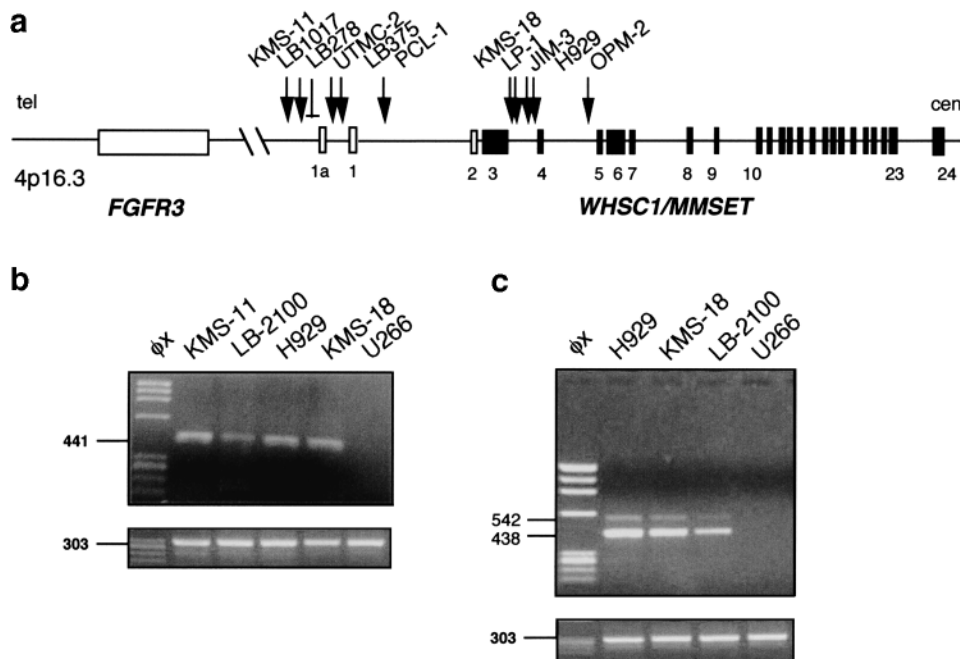 a
KMS-11
LB1017
LB278
UTMC-2
LB375
PCL-1
KMS-18
LP-1
JIM-3
H929
OPM-2
tel
cen
1a 1 2 3 4 5 6 7 8 9 10 23 24
4p16.3
FGFR3
WHSC1/MMSET
b
ϕx
KMS-11
LB-2100
H929
KMS-18
U266
441
303
c
ϕx
H929
KMS-18
LB-2100
U266
542
438
303